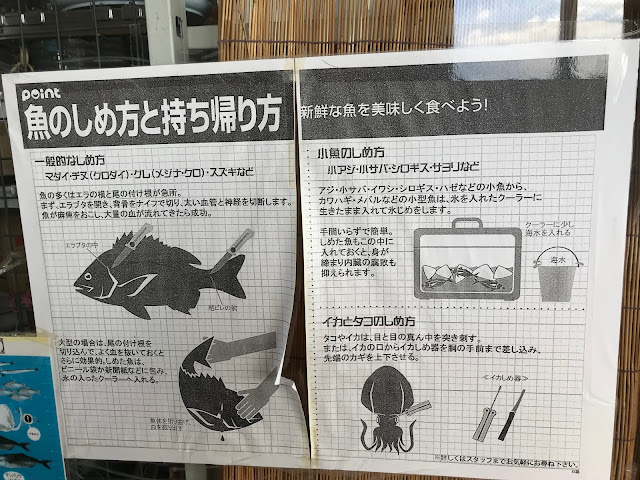 point
魚のしめ方と持ち帰り方
新鮮な魚を美味しく食べよう!
一般的なしめ方
マダイ・チヌ(クロダイ)・グレ(メジナ・クロ)・スズキなど
魚の多くはエラの横と尾の付け根が急所。
まず、エラブタを開き、背骨をナイフで切り、太い血管と神経を切断します。
魚が痲痺をおこし、大量の血が流れてきたら成功。
エラブタの中
尾ビレの前
大型の場合は、尾の付け根を
切り込んで、よく血を抜いておくと
さらに効果的。しめた魚は、
ビニール袋か新聞紙などに包み、
氷の入ったクーラーへ入れる。
魚体を折り曲げ
血を絞り出す
小魚のしめ方
小アジ・小サバ・シロギス・サヨリなど
アジ・小サバ・イワシ・シロギス・ハゼなどの小魚から、
カワハギ・メバルなどの小型魚は、氷を入れたクーラーに
生きたまま入れて氷じめをします。
手間いらずで簡単。
しめた魚もこの中に
入れておくと、身が
締まり内臓の腐敗も
抑えられます。
クーラーに少し
海水を入れる
海水
イカとタコのしめ方
タコやイカは、目と目の真ん中を突き刺す。
または、イカの口からイカしめ器を胴の手前まで差し込み、
先端のカギを上下させる。
≪イカしめ器≫
※詳しくはスタッフまでお気軽にお尋ね下さい。